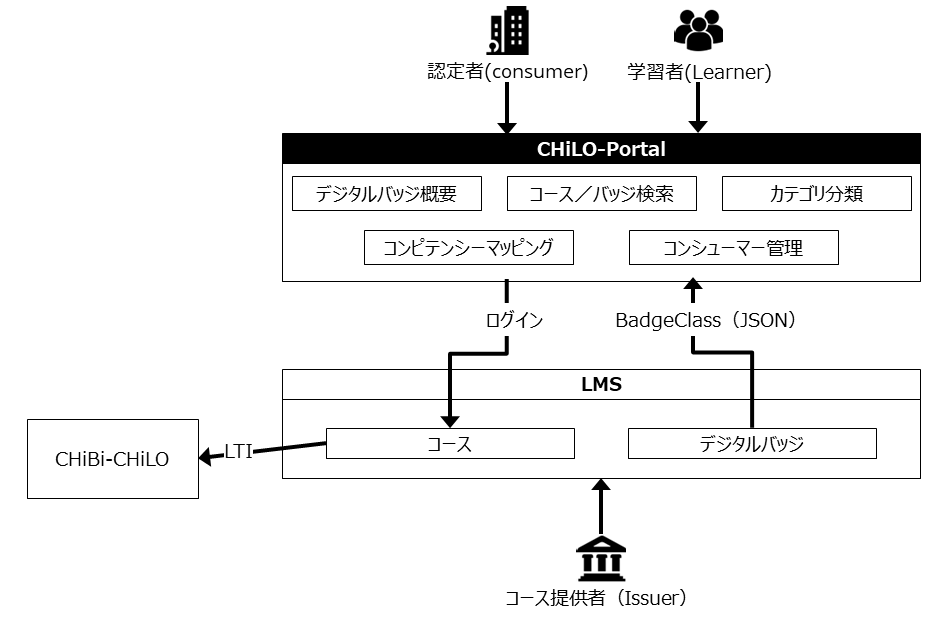 認定者(consumer)
学習者(Learner)
CHiLO-Portal
デジタルバッジ概要
コース／バッジ検索
カテゴリ分類
コンピテンシーマッピング
コンシューマー管理
ログイン
BadgeClass（JSON）
LMS
コース
デジタルバッジ
LTI
CHiBi-CHiLO
コース提供者（Issuer）